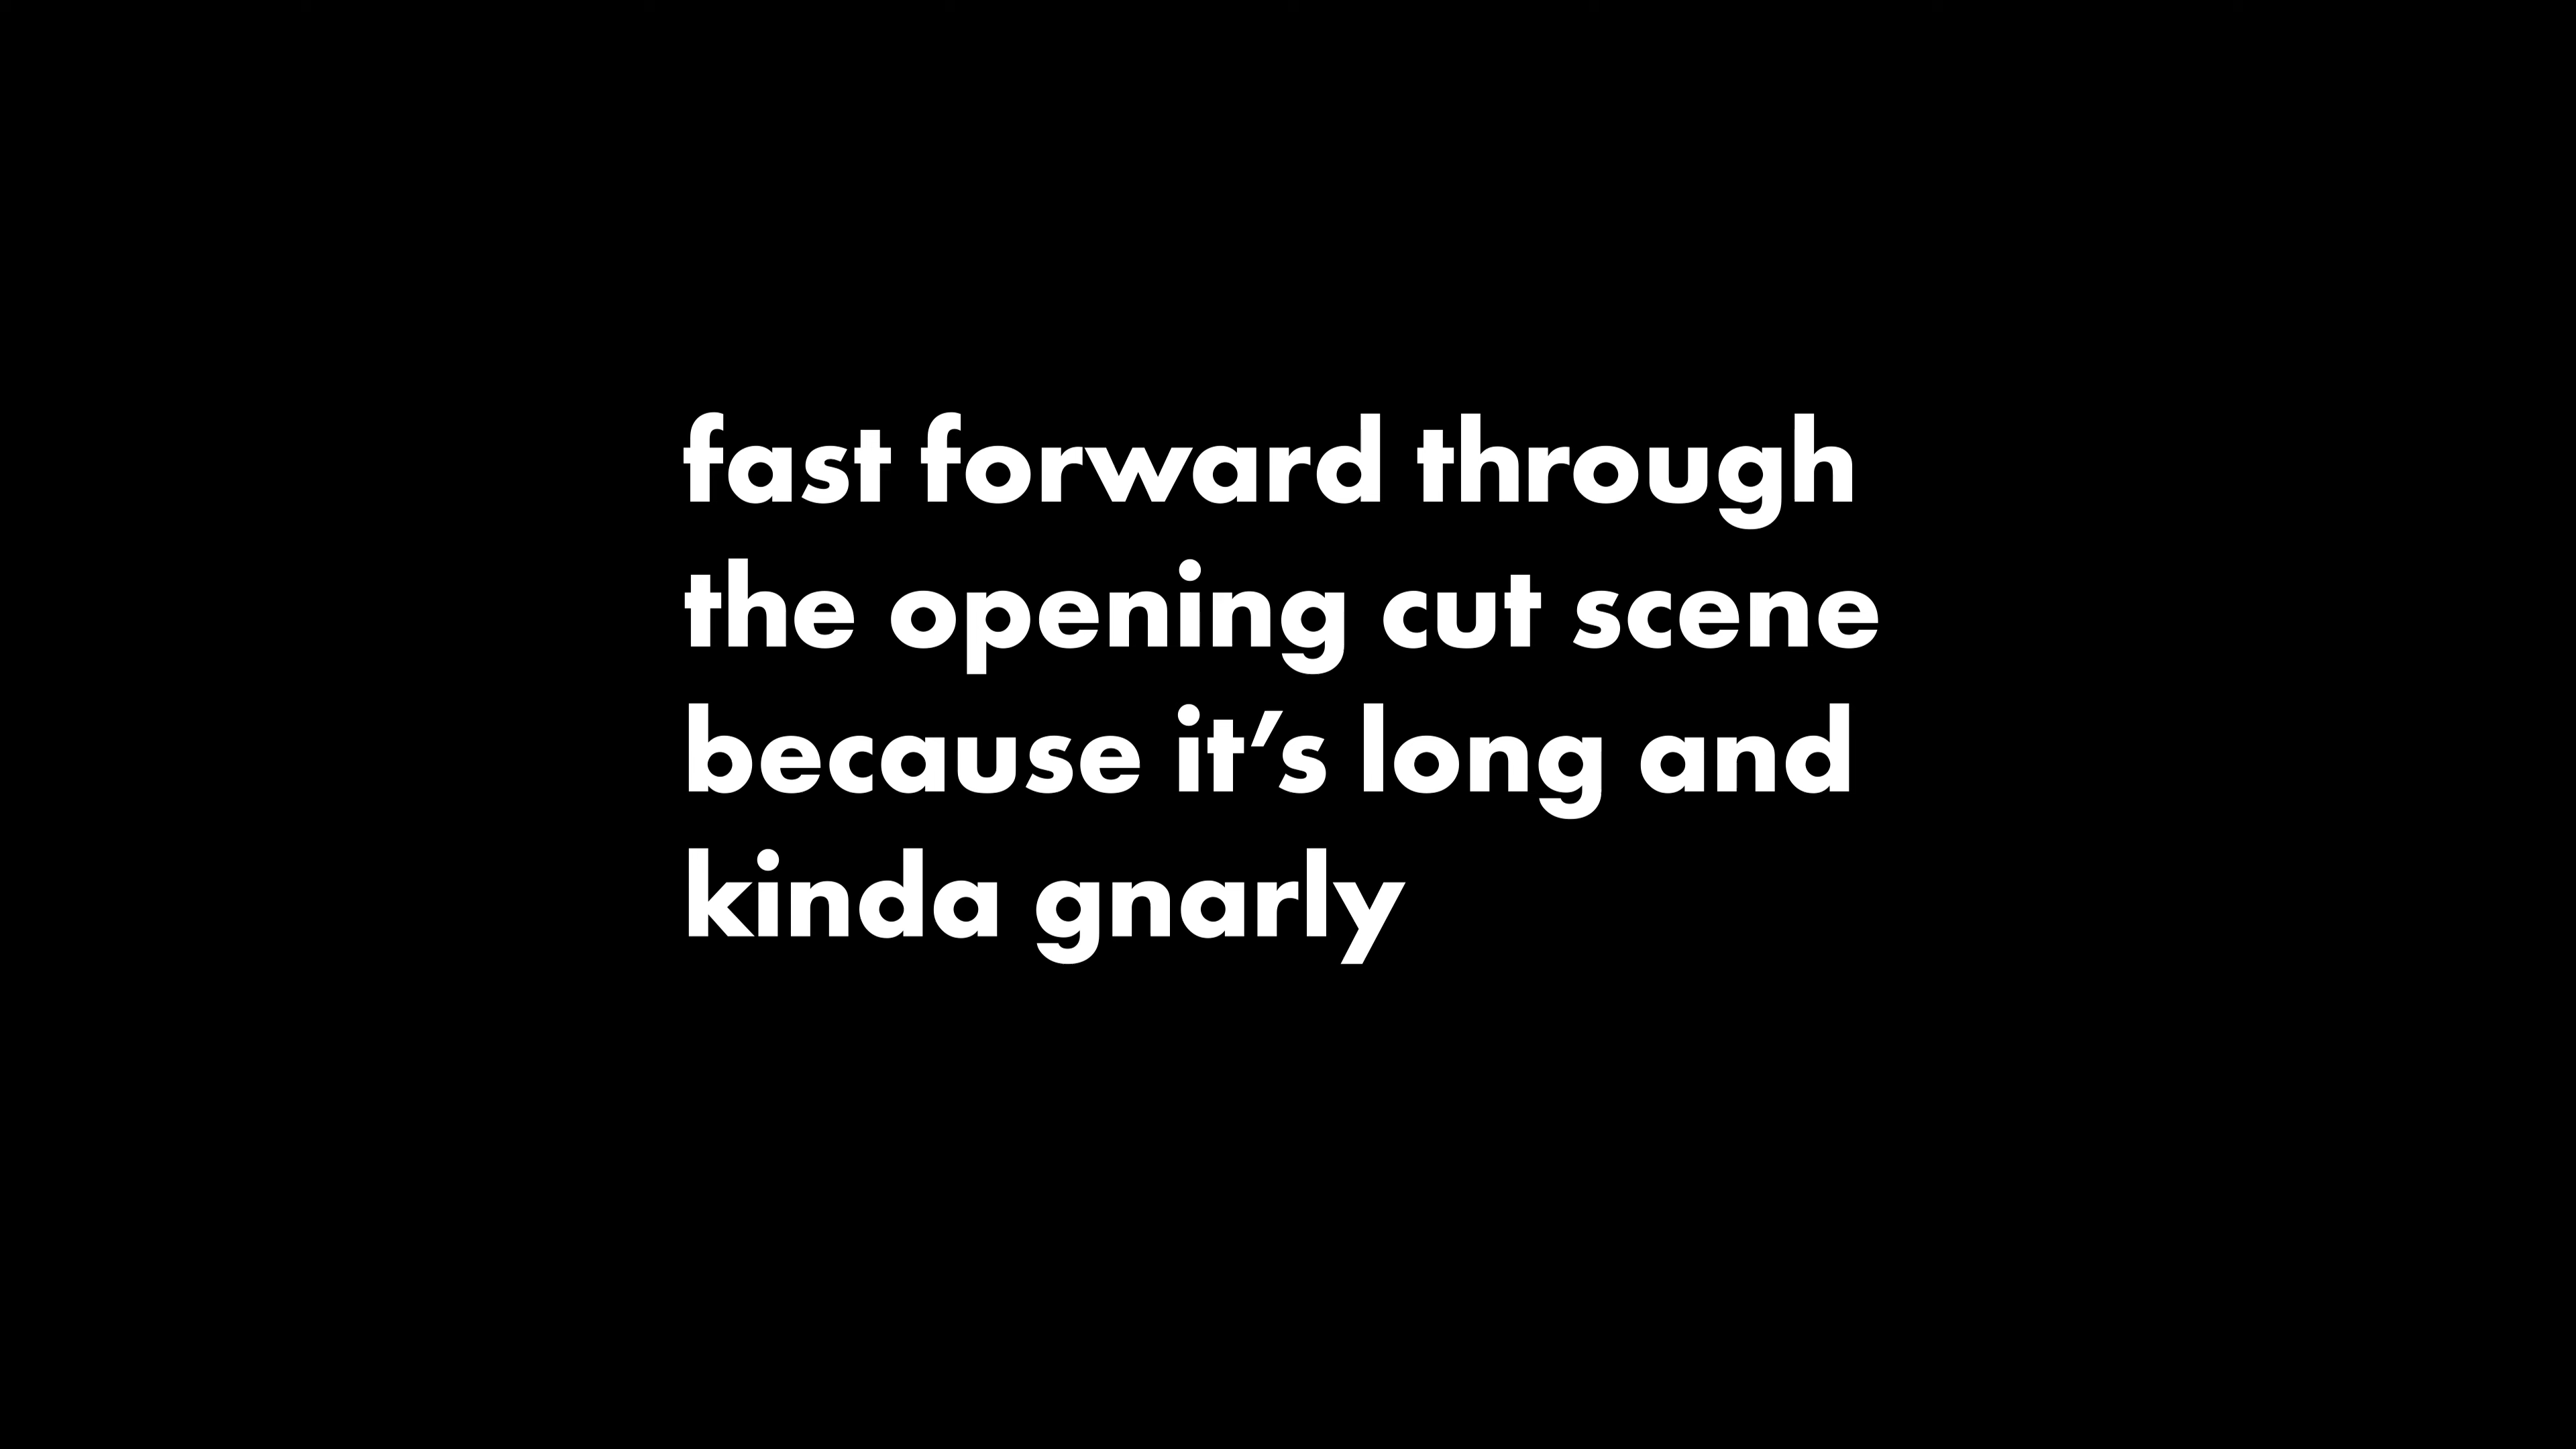 fast forward through
the opening cut scene
because it’s long and
kinda gnarly